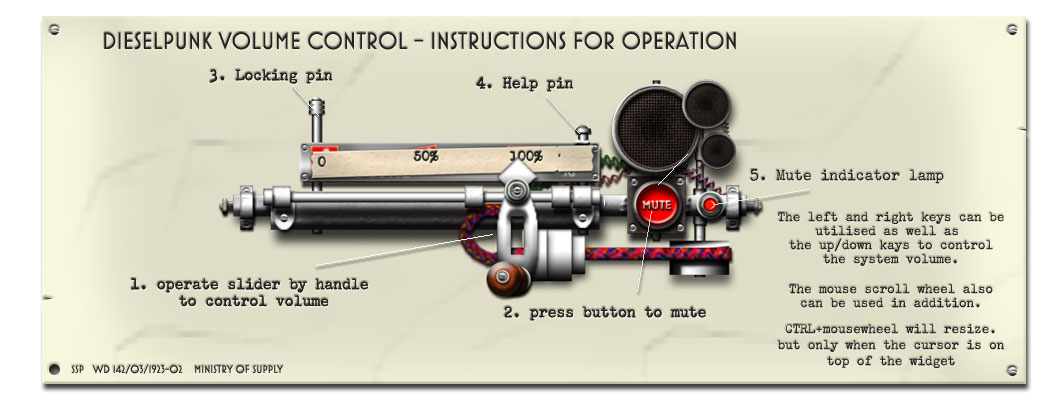 DIESELPUNK VOLUME CONTROL – INSTRUCTIONS FOR OPERATION
3. Locking pin
4. Help pin
0
50%
100%
MUTE
5. Mute indicator lamp
The left and right keys can be
utilised as well as
the up/down kays to control
the system volume.
The mouse scroll wheel also
can be used in addition.
CTRL+mousewheel will resize.
but only when the cursor is on
top of the widget
1. operate slider by handle
to control volume
2. press button to mute
SSP WD 142/03/1923-02 MINISTRY OF SUPPLY